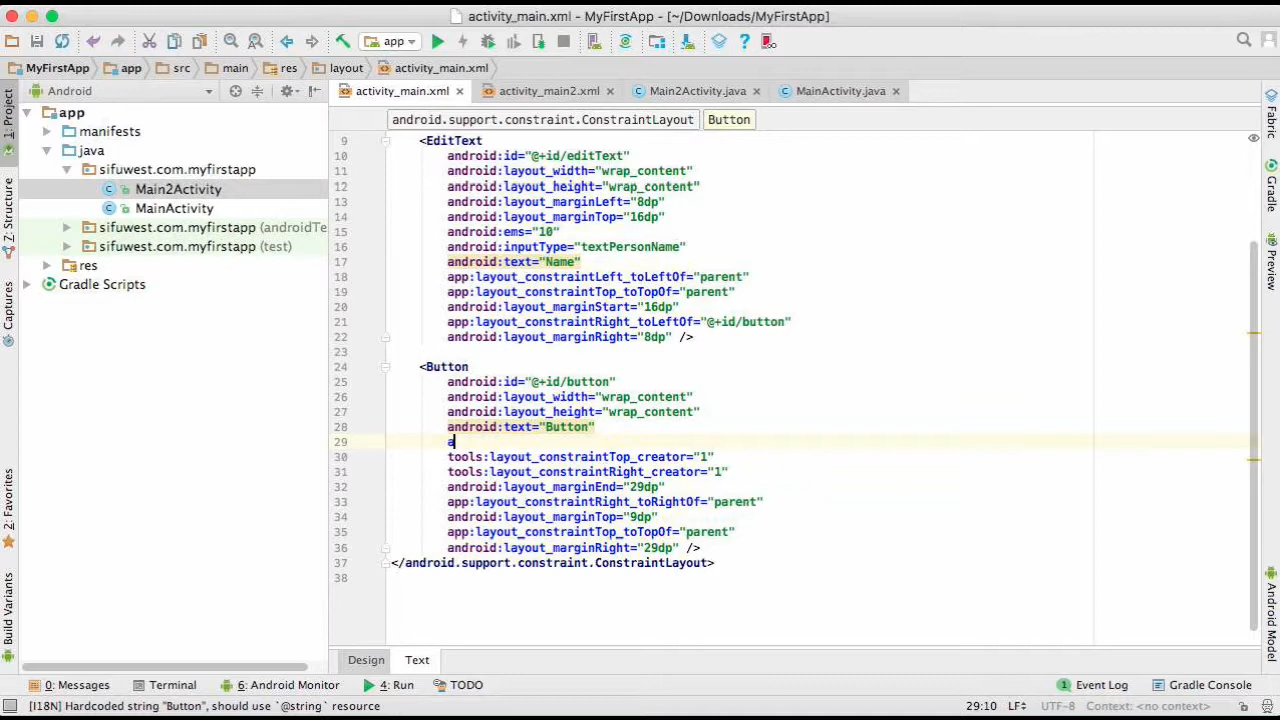 activity_main.xml - MyFirstApp - [~/Downloads/MyFirstApp]
app
MyFirstApp app src main res layout activity_main.xml
1: Project
Z: Structure
Captures
2: Favorites
Build Variants
Android
app
manifests
java
sifuwest.com.myfirstapp
Main2Activity
MainActivity
sifuwest.com.myfirstapp (androidTe
sifuwest.com.myfirstapp (test)
res
Gradle Scripts
activity_main.xml activity_main2.xml Main2Activity.java MainActivity.java
android.support.constraint.ConstraintLayout Button
9 <EditText
10 android:id="@+id/editText"
11 android:layout_width="wrap_content"
12 android:layout_height="wrap_content"
13 android:layout_marginLeft="8dp"
14 android:layout_marginTop="16dp"
15 android:ems="10"
16 android:inputType="textPersonName"
17 android:text="Name"
18 app:layout_constraintLeft_toLeftOf="parent"
19 app:layout_constraintTop_toTopOf="parent"
20 android:layout_marginStart="16dp"
21 app:layout_constraintRight_toLeftOf="@+id/button"
22 android:layout_marginRight="8dp" />
23
24 <Button
25 android:id="@+id/button"
26 android:layout_width="wrap_content"
27 android:layout_height="wrap_content"
28 android:text="Button"
29 a
30 tools:layout_constraintTop_creator="1"
31 tools:layout_constraintRight_creator="1"
32 android:layout_marginEnd="29dp"
33 app:layout_constraintRight_toRightOf="parent"
34 android:layout_marginTop="9dp"
35 app:layout_constraintTop_toTopOf="parent"
36 android:layout_marginRight="29dp" />
37 </android.support.constraint.ConstraintLayout>
38
Fabric
Gradle
Preview
Android Model
Design Text
0: Messages Terminal 6: Android Monitor 4: Run TODO 1 Event Log Gradle Console
[I18N] Hardcoded string "Button", should use `@string` resource 29:10 LF UTF-8 Context: <no context>